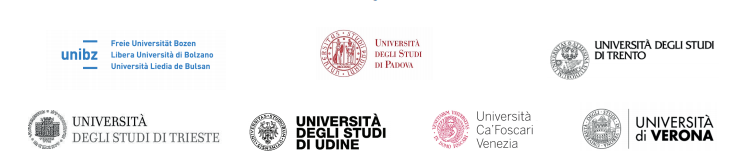 unibz
Freie Universität Bozen
Libera Università di Bolzano
Università Liedia de Bulsan
UNIVERSITÀ
DEGLI STUDI
DI PADOVA
UNIVERSITÀ DEGLI STUDI
DI TRENTO
UNIVERSITÀ
DEGLI STUDI DI TRIESTE
UNIVERSITÀ
DEGLI STUDI
DI UDINE
Università
Ca'Foscari
Venezia
UNIVERSITÀ
di VERONA